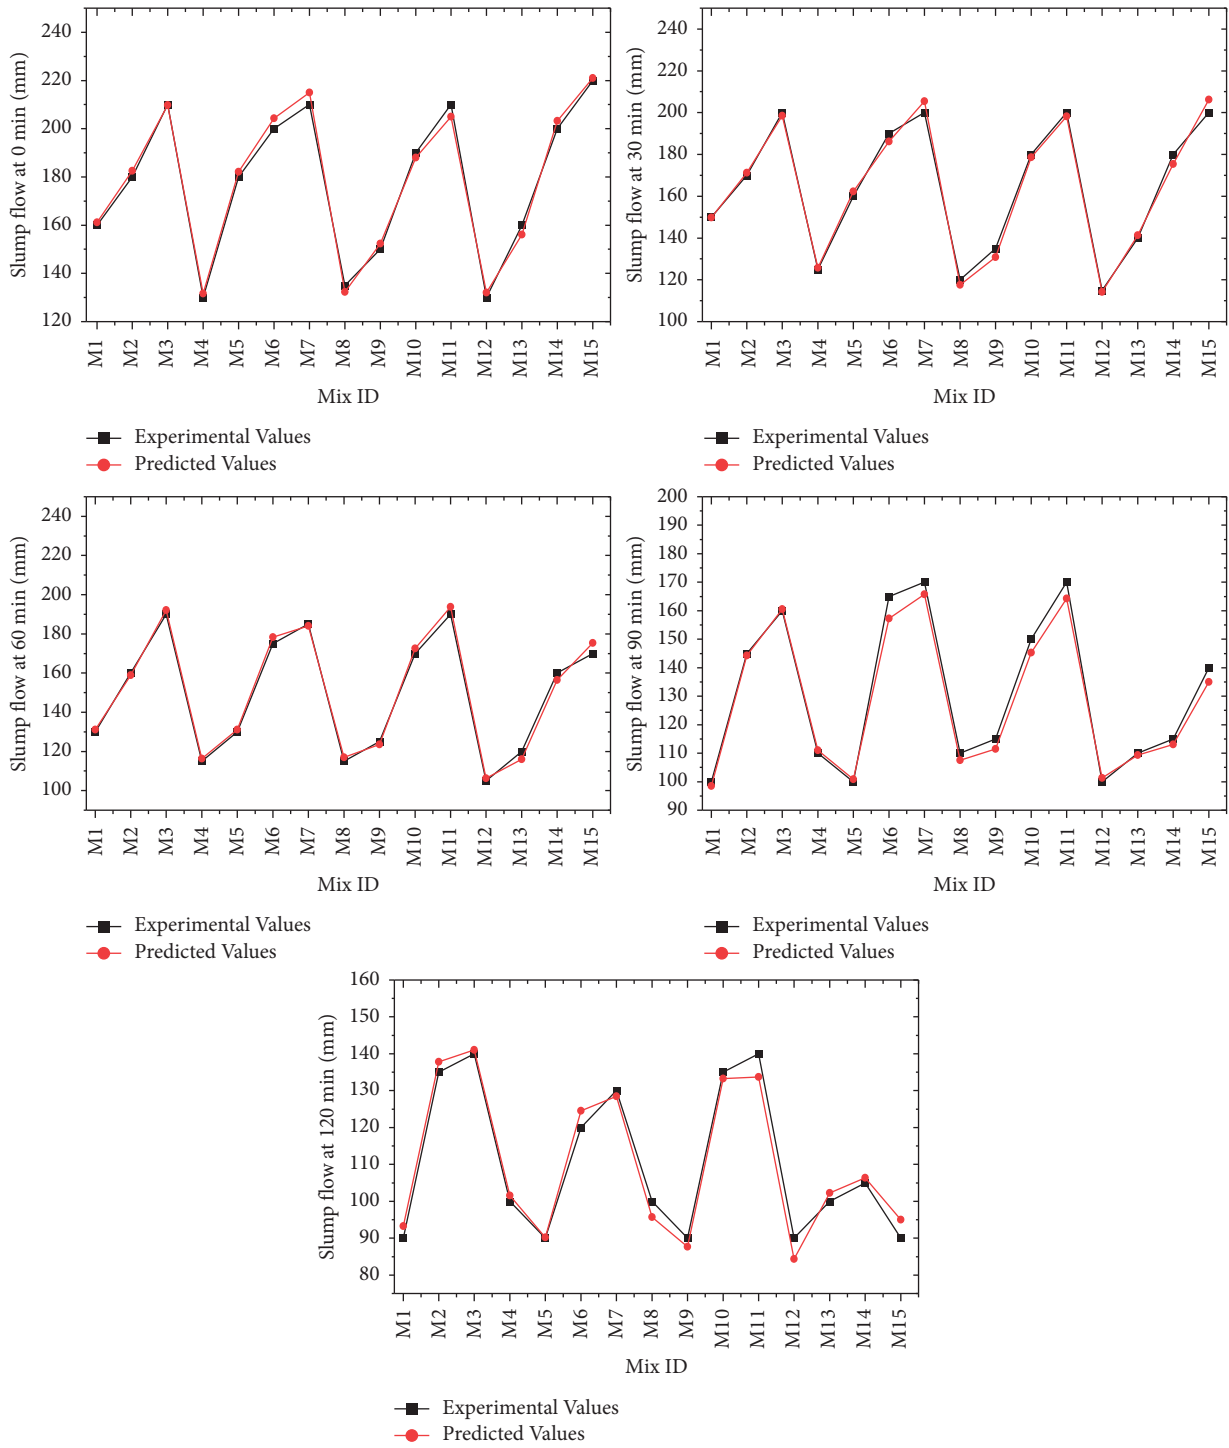 Slump flow at 0 min (mm)
240
220
200
180
160
140
120
M1 M2 M3 M4 M5 M6 M7 M8 M9 M10 M11 M12 M13 M14 M15
Mix ID
Experimental Values
Predicted Values
Slump flow at 30 min (mm)
240
220
200
180
160
140
120
100
M1 M2 M3 M4 M5 M6 M7 M8 M9 M10 M11 M12 M13 M14 M15
Mix ID
Experimental Values
Predicted Values
Slump flow at 60 min (mm)
240
220
200
180
160
140
120
100
M1 M2 M3 M4 M5 M6 M7 M8 M9 M10 M11 M12 M13 M14 M15
Mix ID
Experimental Values
Predicted Values
Slump flow at 90 min (mm)
200
190
180
170
160
150
140
130
120
110
100
90
M1 M2 M3 M4 M5 M6 M7 M8 M9 M10 M11 M12 M13 M14 M15
Mix ID
Experimental Values
Predicted Values
Slump flow at 120 min (mm)
160
150
140
130
120
110
100
90
80
M1 M2 M3 M4 M5 M6 M7 M8 M9 M10 M11 M12 M13 M14 M15
Mix ID
Experimental Values
Predicted Values